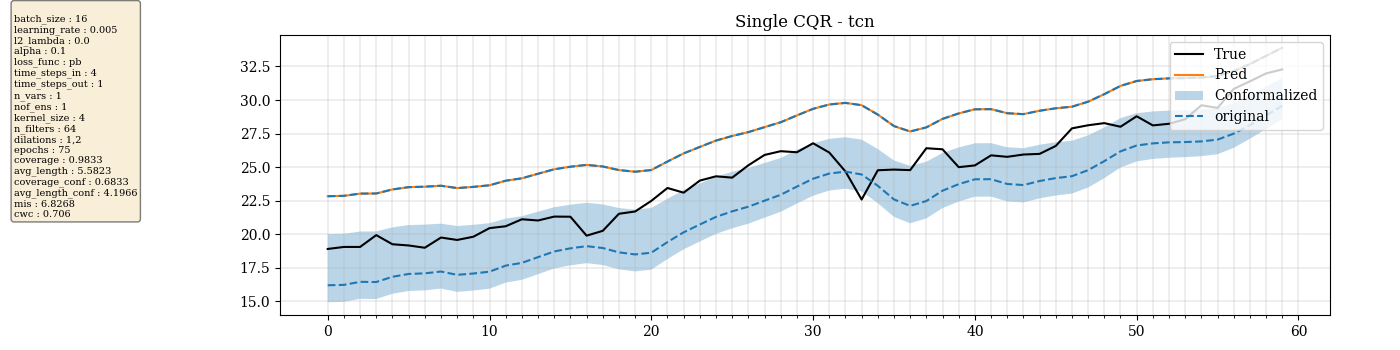 batch_size : 16
learning_rate : 0.005
l2_lambda : 0.0
alpha : 0.1
loss_func : pb
time_steps_in : 4
time_steps_out : 1
n_vars : 1
nof_ens : 1
kernel_size : 4
n_filters : 64
dilations : 1,2
epochs : 75
coverage : 0.9833
avg_length : 5.5823
coverage_conf : 0.6833
avg_length_conf : 4.1966
mis : 6.8268
cwc : 0.706
Single CQR - tcn
32.5
30.0
27.5
25.0
22.5
20.0
17.5
15.0
0 10 20 30 40 50 60
True
Pred
Conformalized
original